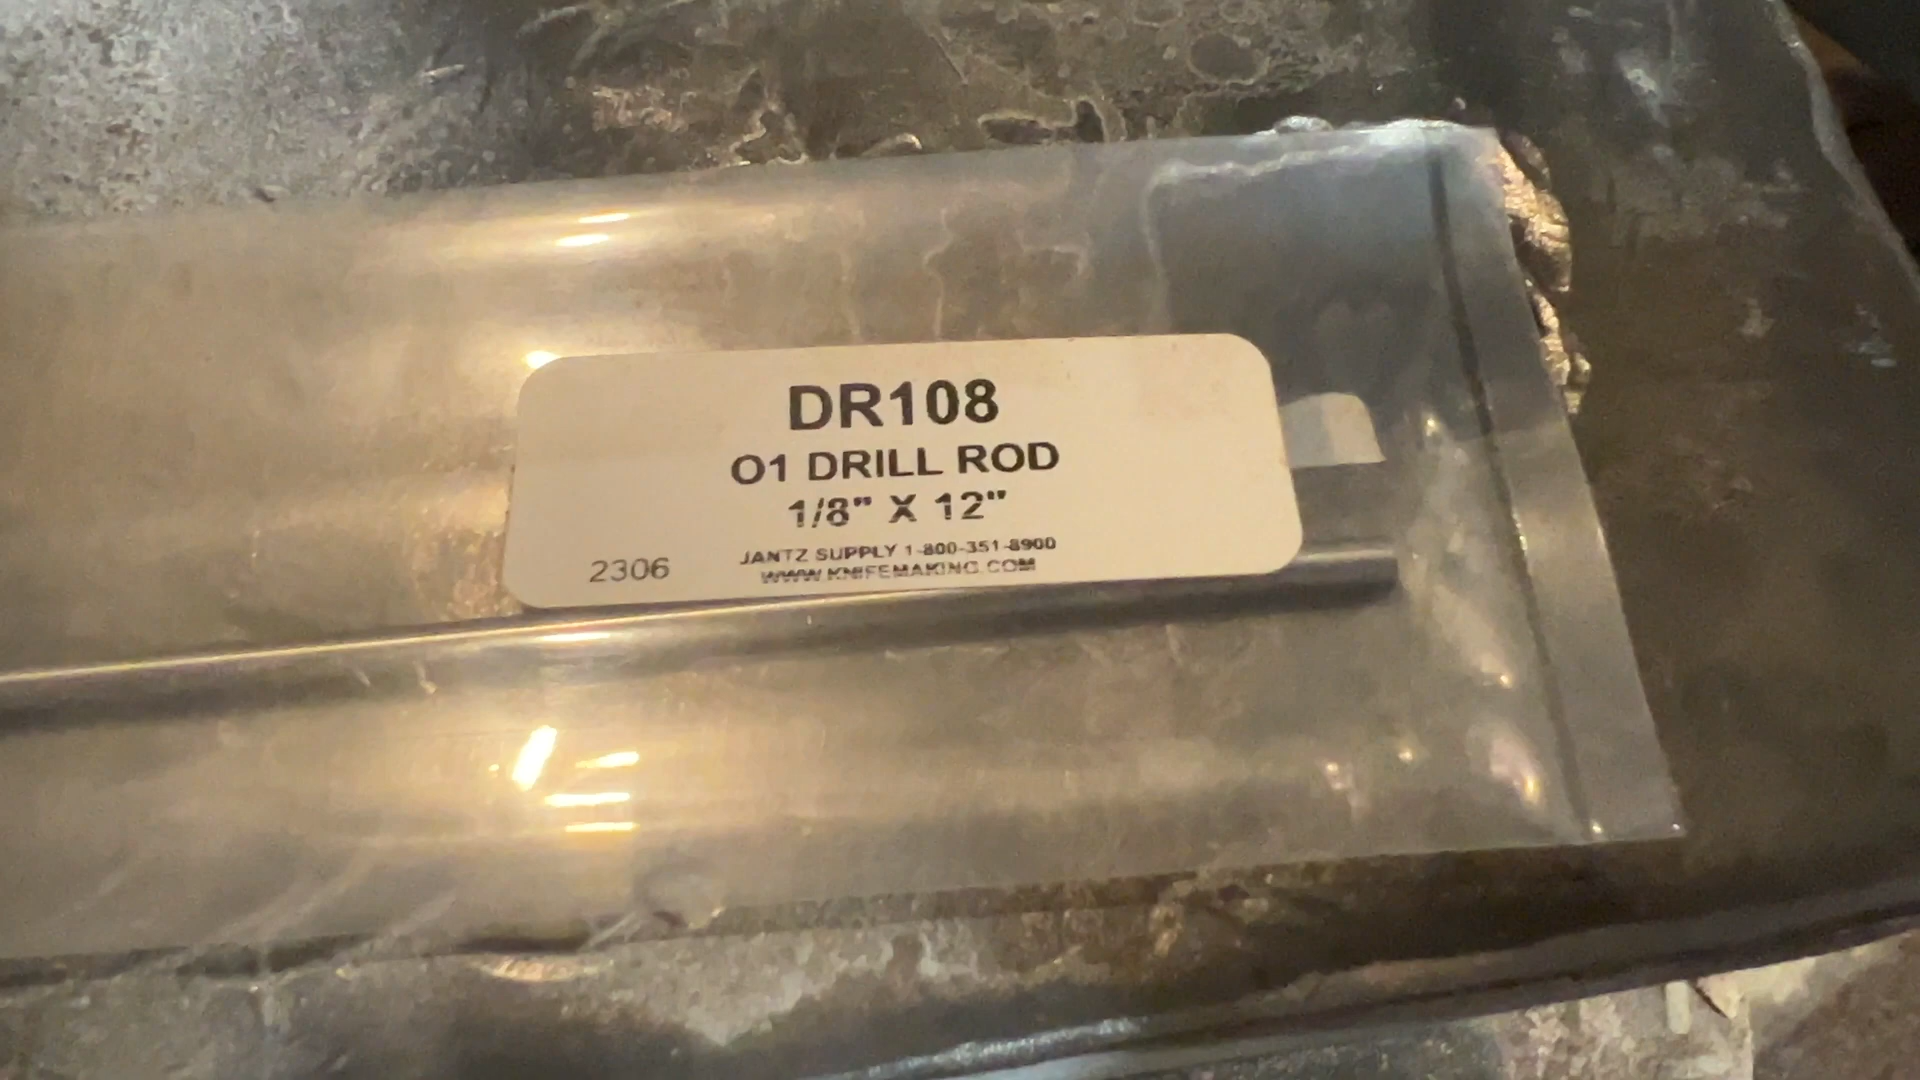 DR108
O1 DRILL ROD
1/8" X 12"
JANTZ SUPPLY 1-800-351-8900
2306
WWW.KNIFEMAKING.COM